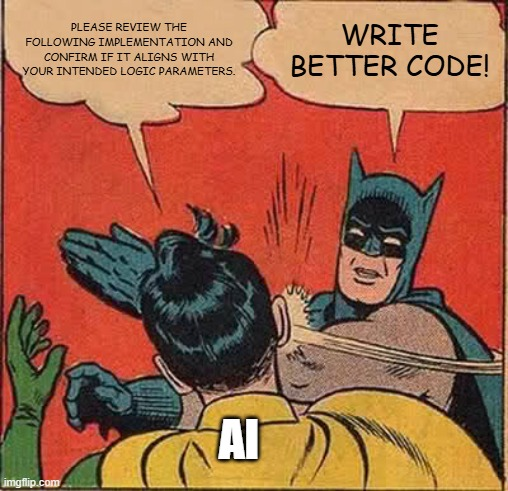 PLEASE REVIEW THE
FOLLOWING IMPLEMENTATION AND
CONFIRM IF IT ALIGNS WITH
YOUR INTENDED LOGIC PARAMETERS.
WRITE
BETTER CODE!
AI
imgflip.com